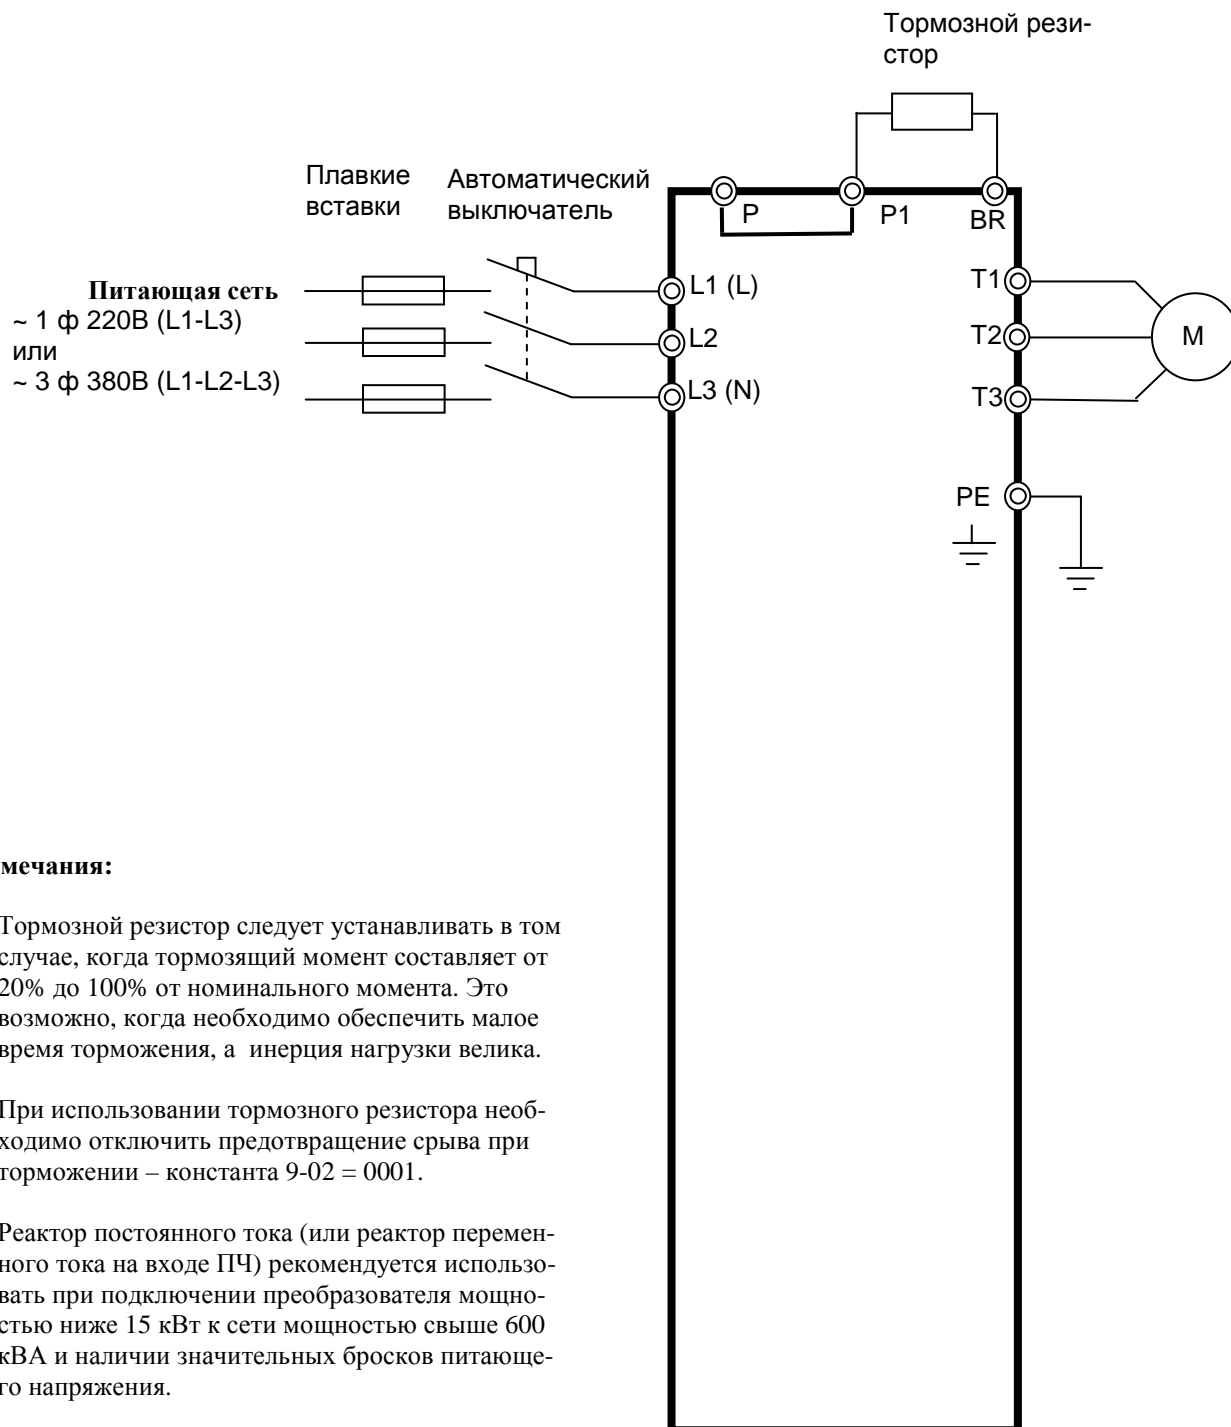 Тормозной рези-
стор
Плавкие
вставки
Автоматический
выключатель
P
P1
BR
Питающая сеть
~ 1 ф 220В (L1-L3)
или
~ 3 ф 380В (L1-L2-L3)
L1 (L)
L2
L3 (N)
T1
T2
T3
M
PE
мечания:
Тормозной резистор следует устанавливать в том
случае, когда тормозящий момент составляет от
20% до 100% от номинального момента. Это
возможно, когда необходимо обеспечить малое
время торможения, а  инерция нагрузки велика.
При использовании тормозного резистора необ-
ходимо отключить предотвращение срыва при
торможении – константа 9-02 = 0001.
Реактор постоянного тока (или реактор перемен-
ного тока на входе ПЧ) рекомендуется использо-
вать при подключении преобразователя мощно-
стью ниже 15 кВт к сети мощностью свыше 600
кВА и наличии значительных бросков питающе-
го напряжения.